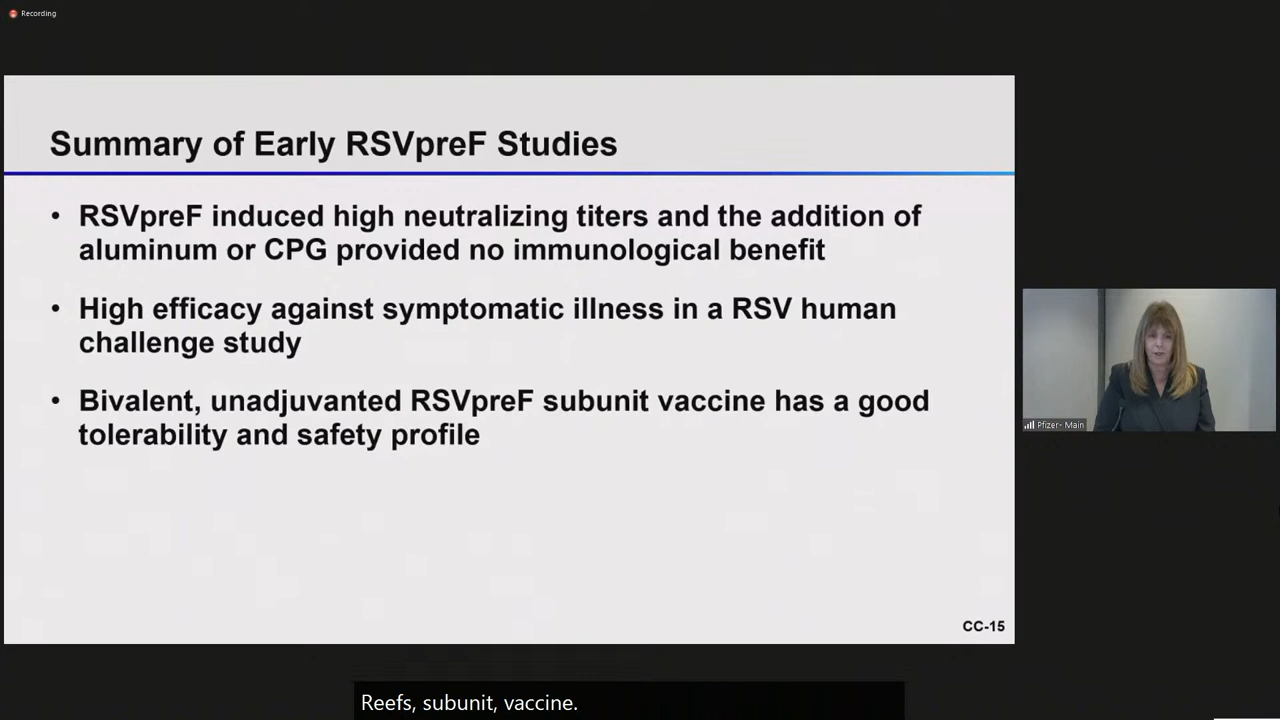 Recording
Summary of Early RSVpreF Studies
• RSVpreF induced high neutralizing titers and the addition of
aluminum or CPG provided no immunological benefit
• High efficacy against symptomatic illness in a RSV human
challenge study
• Bivalent, unadjuvanted RSVpreF subunit vaccine has a good
tolerability and safety profile
CC-15
Pfizer- Main
Reefs, subunit, vaccine.